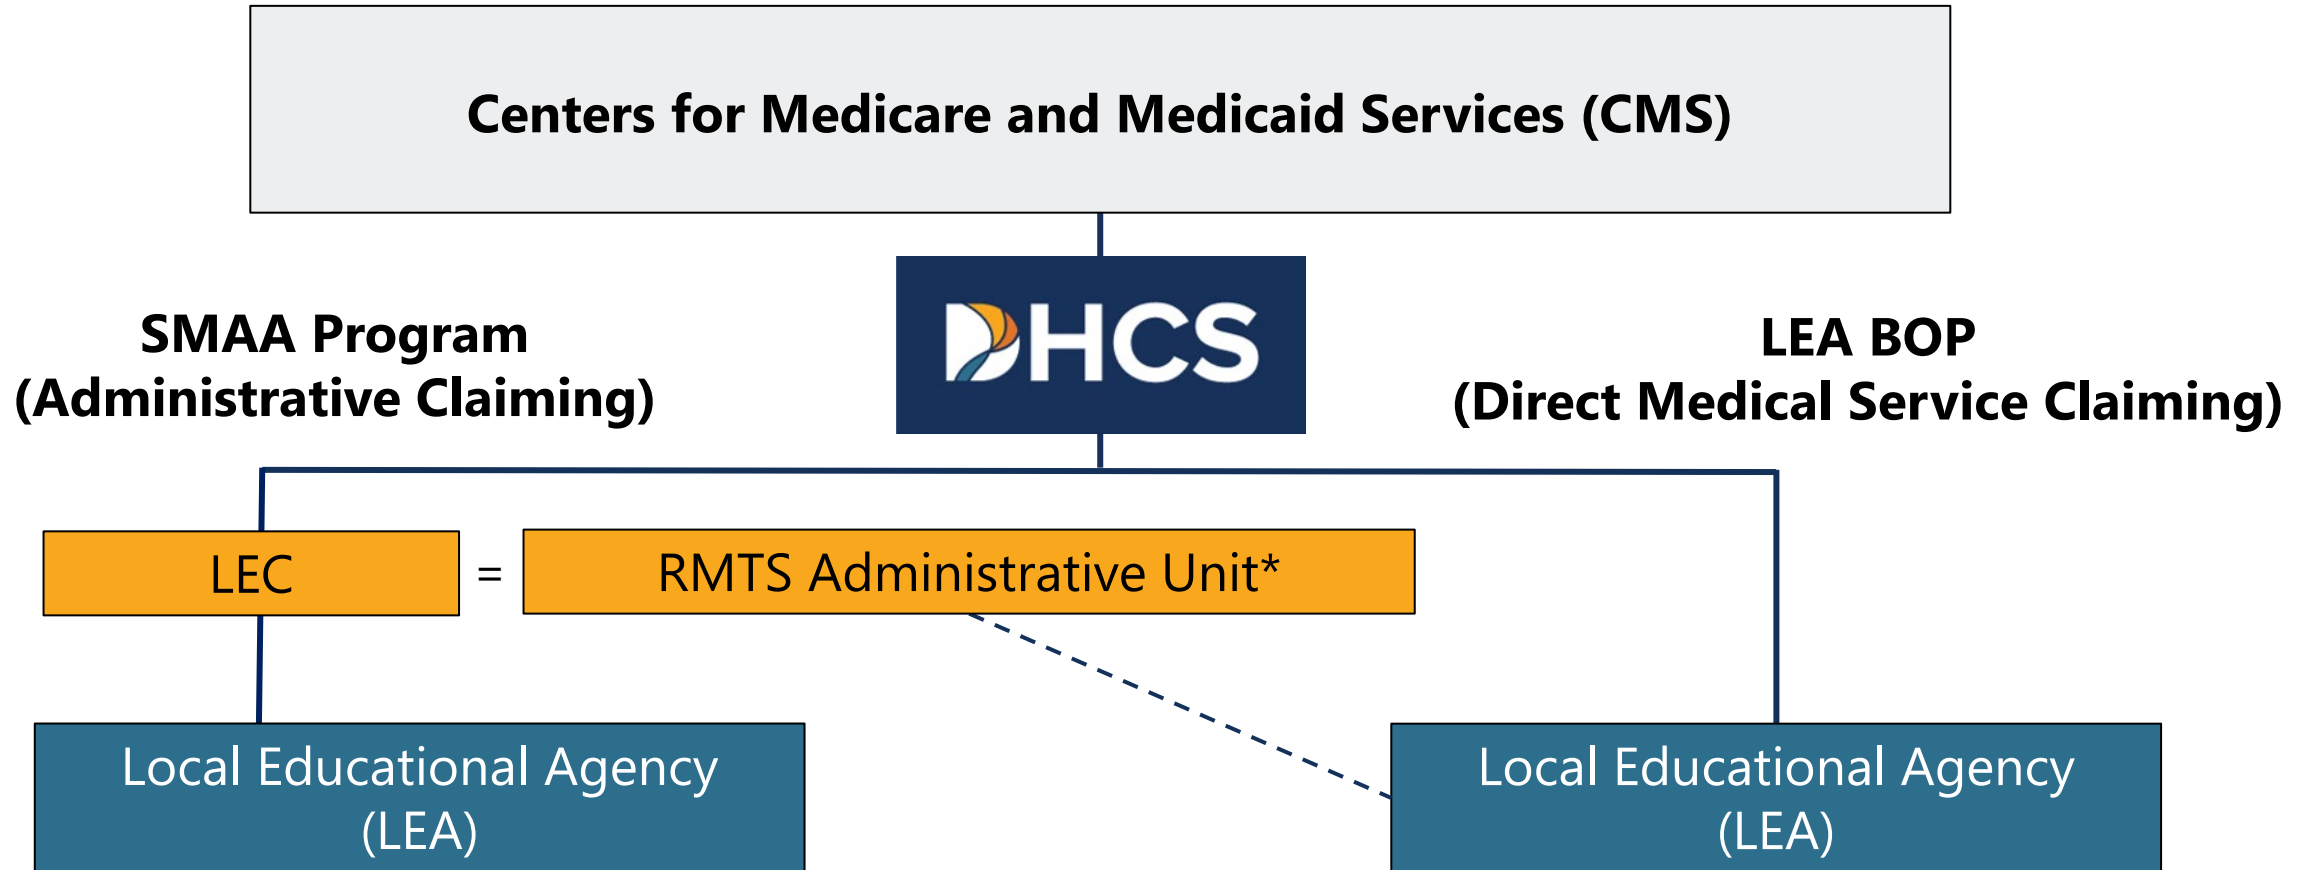 Centers for Medicare and Medicaid Services (CMS)
DHCS
SMAA Program
(Administrative Claiming)
LEA BOP
(Direct Medical Service Claiming)
LEC
=
RMTS Administrative Unit*
Local Educational Agency
(LEA)
Local Educational Agency
(LEA)